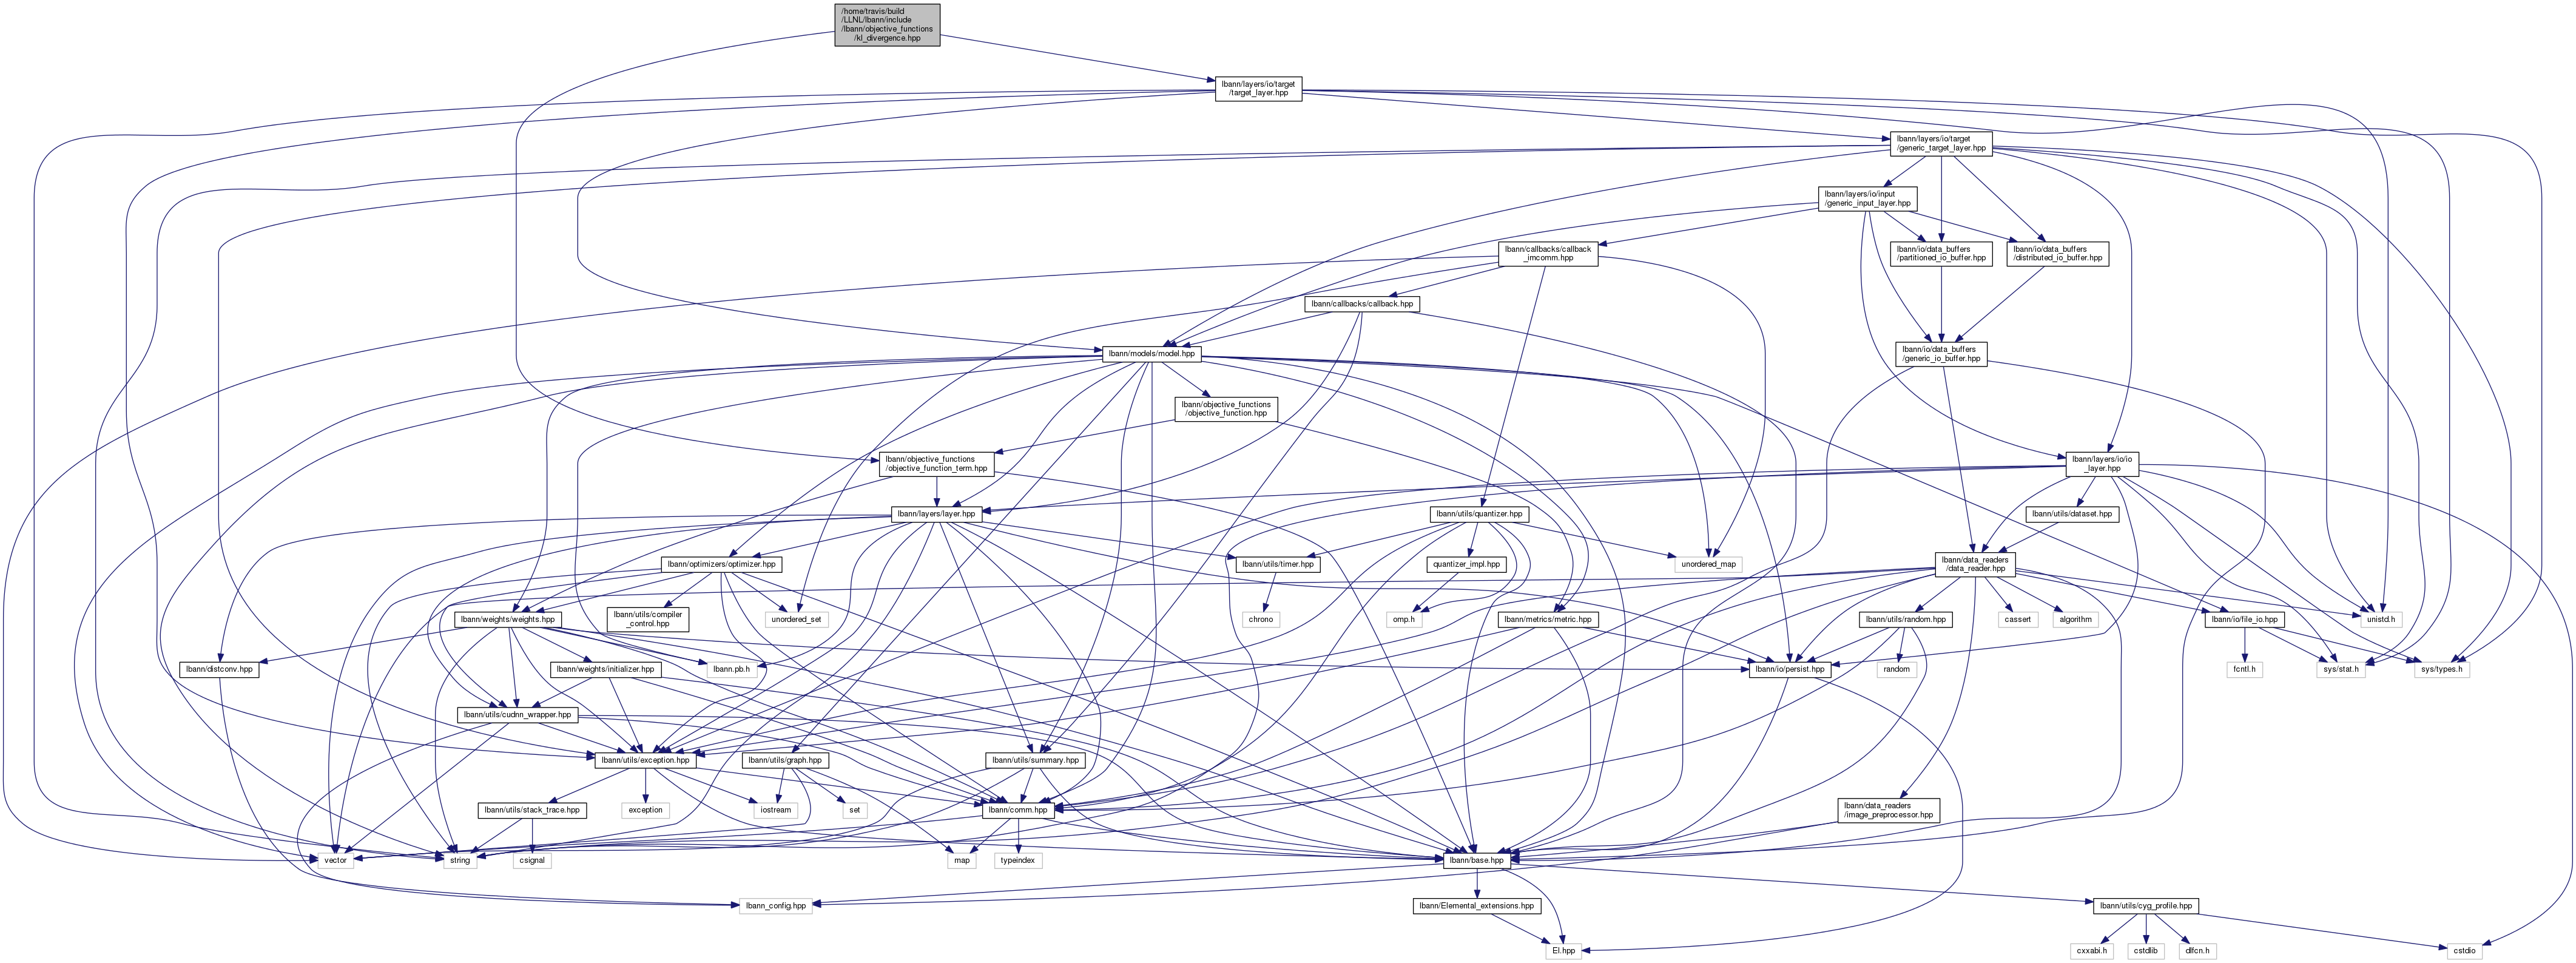 /home/travis/build
/LLNL/lbann/include
/lbann/objective_functions
/kl_divergence.hpp
lbann/layers/io/target
/target_layer.hpp
lbann/layers/io/target
/generic_target_layer.hpp
lbann/layers/io/input
/generic_input_layer.hpp
lbann/callbacks/callback
_imcomm.hpp
lbann/io/data_buffers
/partitioned_io_buffer.hpp
lbann/io/data_buffers
/distributed_io_buffer.hpp
lbann/callbacks/callback.hpp
lbann/models/model.hpp
lbann/io/data_buffers
/generic_io_buffer.hpp
lbann/objective_functions
/objective_function.hpp
lbann/objective_functions
/objective_function_term.hpp
lbann/layers/io/io
_layer.hpp
lbann/layers/layer.hpp
lbann/utils/quantizer.hpp
lbann/utils/dataset.hpp
lbann/optimizers/optimizer.hpp
lbann/utils/timer.hpp
quantizer_impl.hpp
unordered_map
lbann/data_readers
/data_reader.hpp
lbann/weights/weights.hpp
lbann/utils/compiler
_control.hpp
unordered_set
chrono
omp.h
lbann/metrics/metric.hpp
lbann/utils/random.hpp
cassert
algorithm
lbann/io/file_io.hpp
unistd.h
lbann/distconv.hpp
lbann/weights/initializer.hpp
lbann.pb.h
lbann/io/persist.hpp
random
fcntl.h
sys/stat.h
sys/types.h
lbann/utils/cudnn_wrapper.hpp
lbann/utils/exception.hpp
lbann/utils/graph.hpp
lbann/utils/summary.hpp
lbann/utils/stack_trace.hpp
exception
iostream
set
lbann/comm.hpp
lbann/data_readers
/image_preprocessor.hpp
vector
string
csignal
map
typeindex
lbann/base.hpp
lbann_config.hpp
lbann/Elemental_extensions.hpp
lbann/utils/cyg_profile.hpp
El.hpp
cxxabi.h
cstdlib
dlfcn.h
cstdio